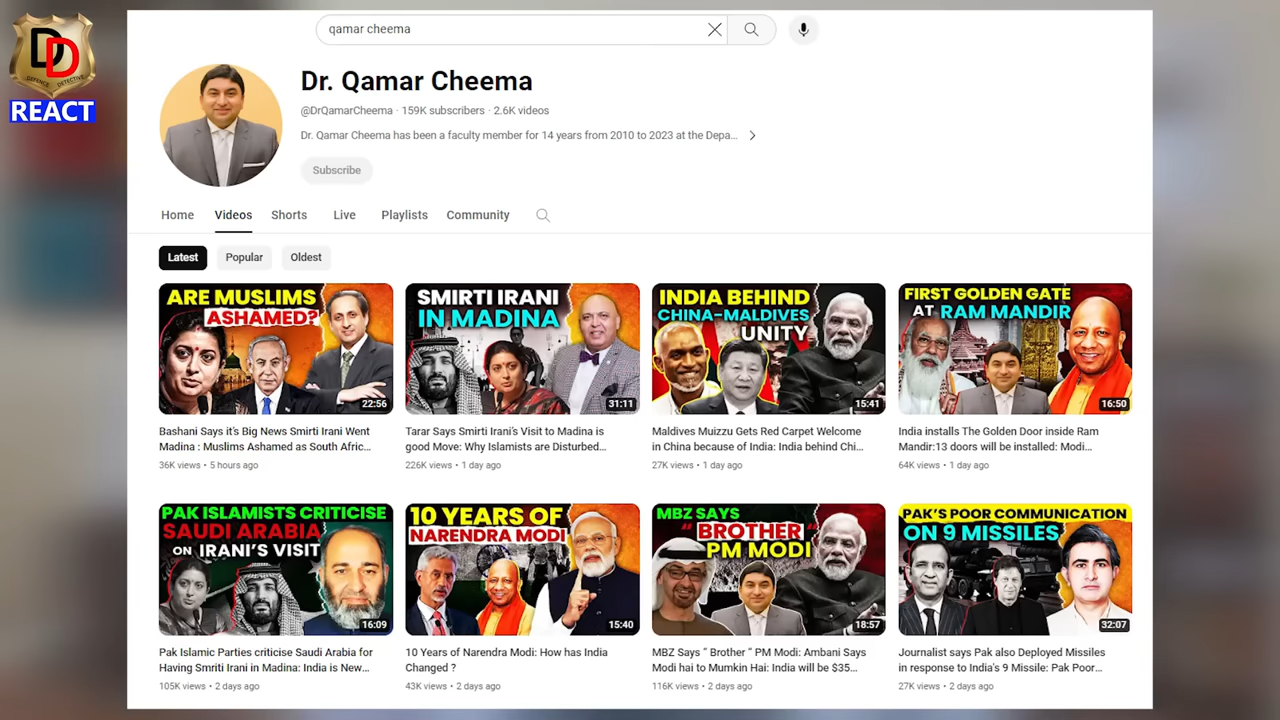 DD
DEFENCE DETECTIVE
REACT
qamar cheema
Dr. Qamar Cheema
@DrQamarCheema · 159K subscribers · 2.6K videos
Dr. Qamar Cheema has been a faculty member for 14 years from 2010 to 2023 at the Depa...
Subscribe
Home Videos Shorts Live Playlists Community
Latest Popular Oldest
ARE MUSLIMS
ASHAMED?
22:56
Bashani Says it's Big News Smirti Irani Went
Madina : Muslims Ashamed as South Afric...
36K views • 5 hours ago
SMIRTI IRANI
IN MADINA
31:11
Tarar Says Smirti Irani's Visit to Madina is
good Move: Why Islamists are Disturbed...
226K views • 1 day ago
INDIA BEHIND
CHINA-MALDIVES
UNITY
15:41
Maldives Muizzu Gets Red Carpet Welcome
in China because of India: India behind Chi...
27K views • 1 day ago
FIRST GOLDEN GATE
AT RAM MANDIR
16:50
India installs The Golden Door inside Ram
Mandir:13 doors will be installed: Modi...
64K views • 1 day ago
PAK ISLAMISTS CRITICISE
SAUDI ARABIA
ON IRANI'S VISIT
16:09
Pak Islamic Parties criticise Saudi Arabia for
Having Smriti Irani in Madina: India is New...
105K views • 2 days ago
10 YEARS OF
NARENDRA MODI
15:40
10 Years of Narendra Modi: How has India
Changed ?
43K views • 2 days ago
MBZ SAYS
“ BROTHER ”
PM MODI
18:57
MBZ Says “ Brother ” PM Modi: Ambani Says
Modi hai to Mumkin Hai: India will be $35...
116K views • 2 days ago
PAK'S POOR COMMUNICATION
ON 9 MISSILES
32:07
Journalist says Pak also Deployed Missiles
in response to India's 9 Missile: Pak Poor...
27K views • 2 days ago